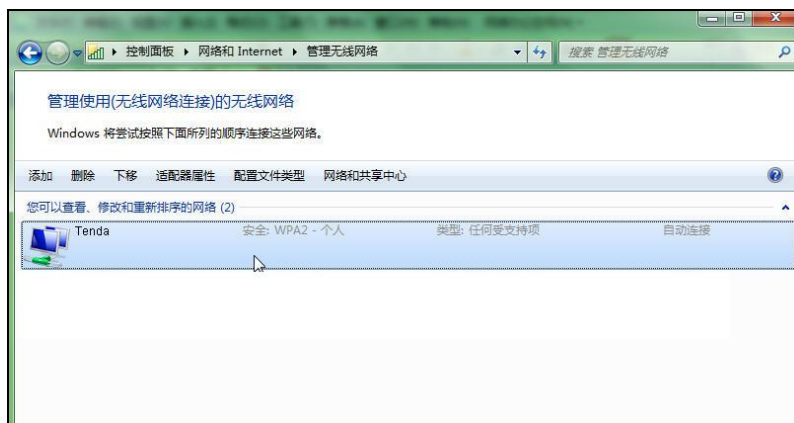 控制面板 ▸ 网络和 Internet ▸ 管理无线网络
搜索 管理无线网络
管理使用(无线网络连接)的无线网络
Windows 将尝试按照下面所列的顺序连接这些网络。
添加 删除 下移 适配器属性 配置文件类型 网络和共享中心
您可以查看、修改和重新排序的网络 (2)
Tenda 安全: WPA2 - 个人 类型: 任何受支持项 自动连接